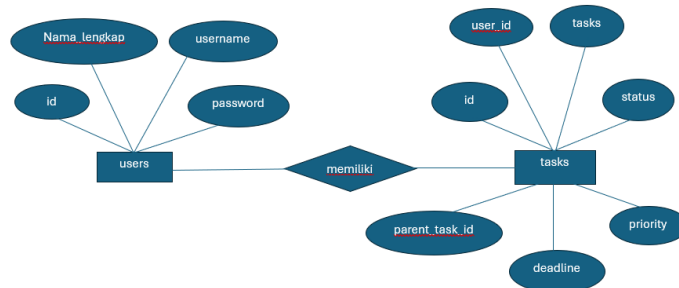 Nama_lengkap
username
id
password
users
memiliki
user_id
tasks
id
status
tasks
parent_task_id
priority
deadline